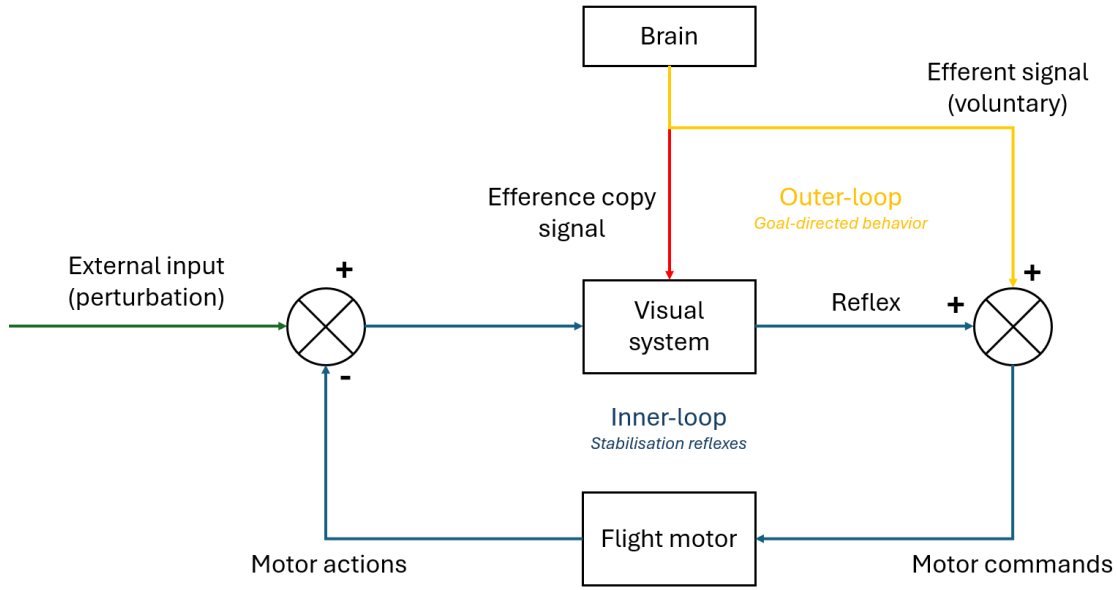 Brain
Efferent signal
(voluntary)
Efference copy
signal
Outer-loop
Goal-directed behavior
External input
(perturbation)
+
+
Visual
system
Reflex
+
-
Inner-loop
Stabilisation reflexes
Flight motor
Motor actions
Motor commands